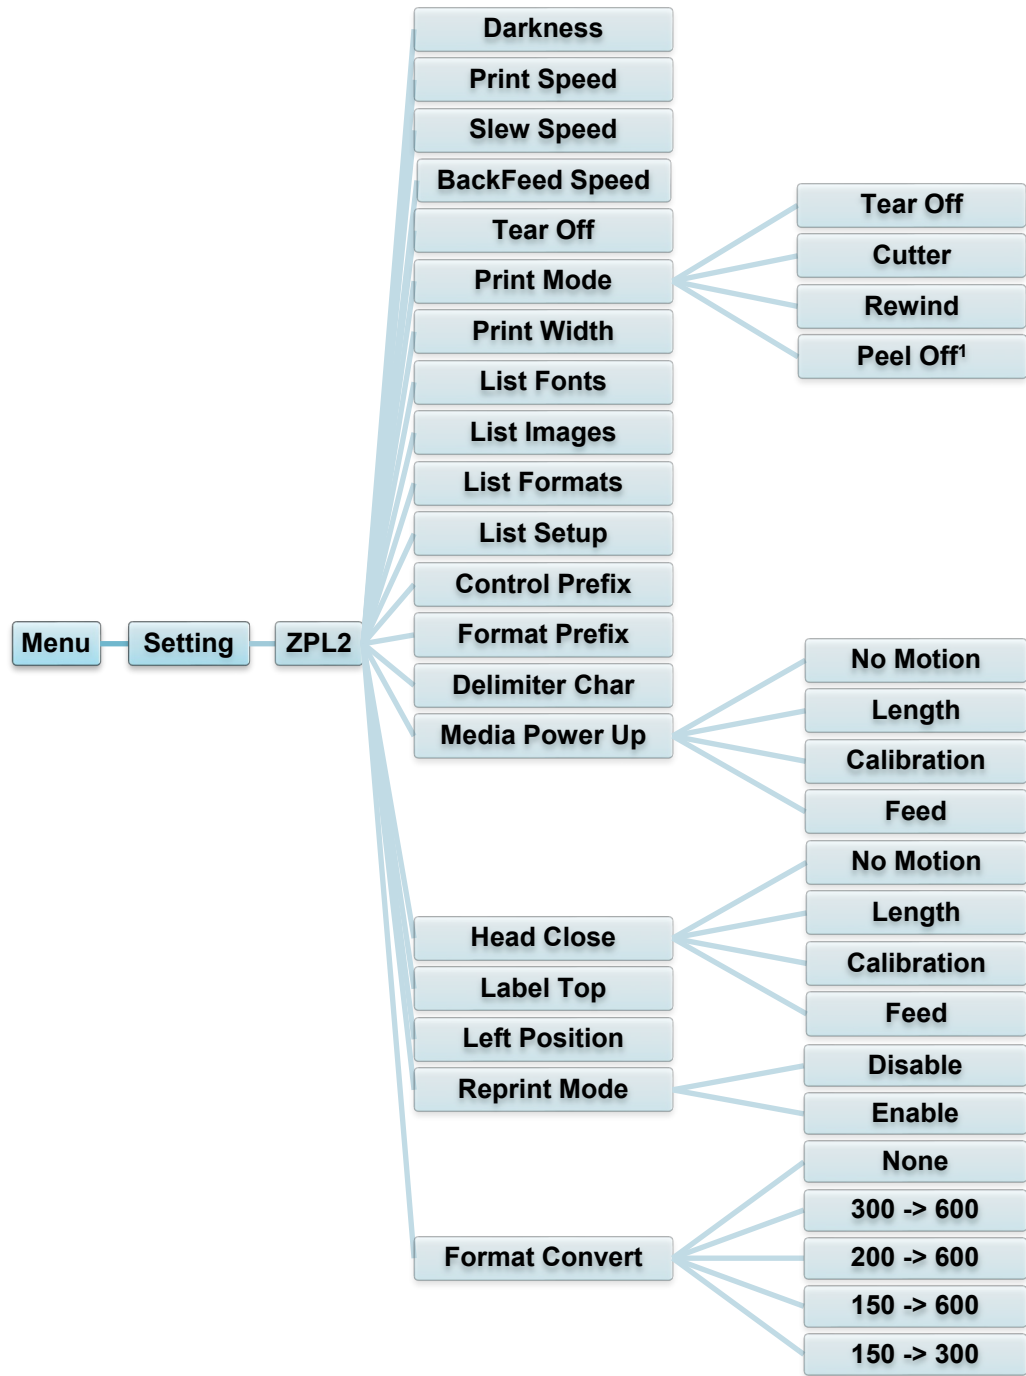 Menu
Setting
ZPL2
Darkness
Print Speed
Slew Speed
BackFeed Speed
Tear Off
Print Mode
Tear Off
Cutter
Rewind
Peel Off¹
Print Width
List Fonts
List Images
List Formats
List Setup
Control Prefix
Format Prefix
Delimiter Char
Media Power Up
No Motion
Length
Calibration
Feed
Head Close
No Motion
Length
Calibration
Feed
Label Top
Left Position
Reprint Mode
Disable
Enable
Format Convert
None
300 -> 600
200 -> 600
150 -> 600
150 -> 300